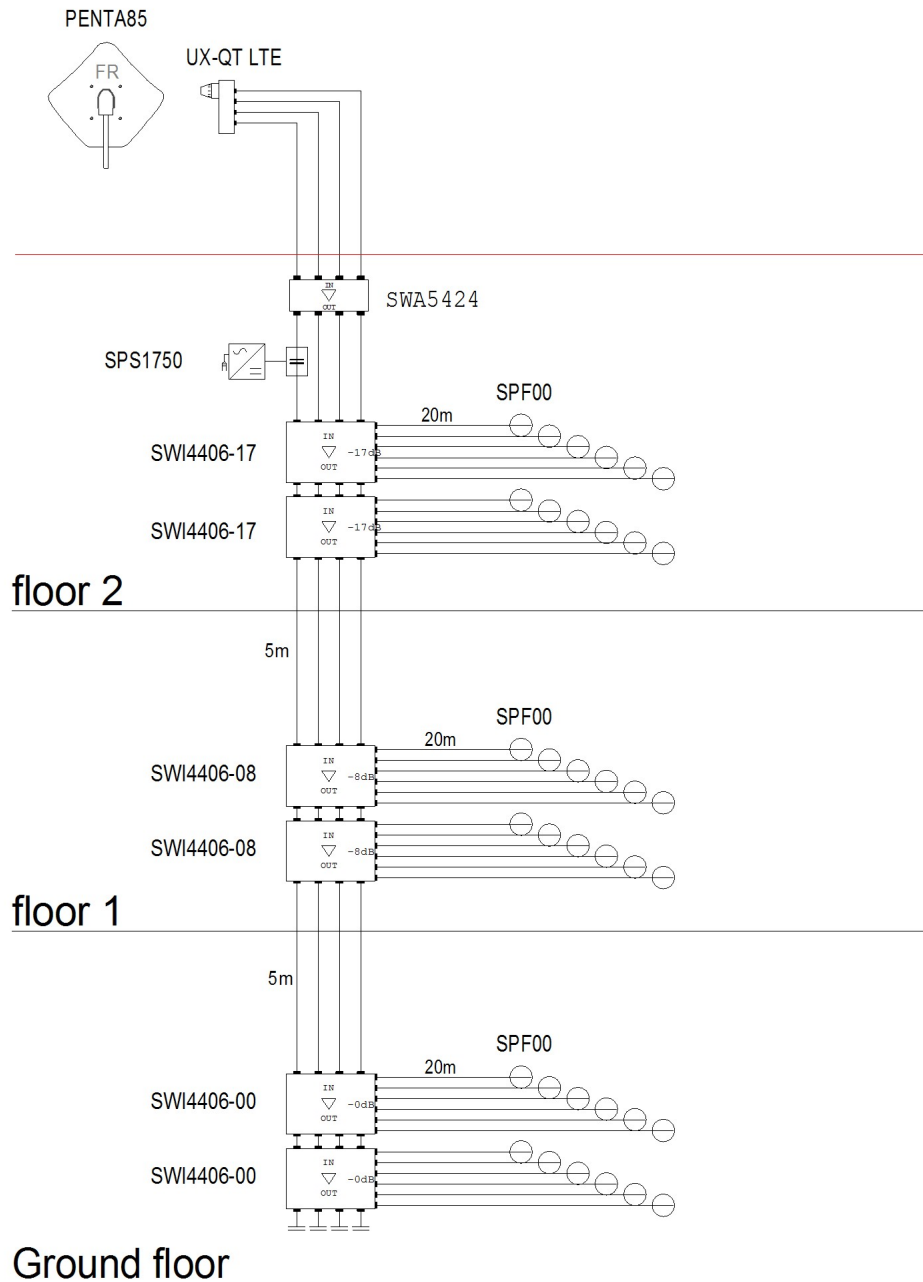 PENTA85
FR
UX-QT LTE
IN
OUT
SWA5424
SPS1750
SPF00
20m
SWI4406-17
IN
-17dB
OUT
SWI4406-17
IN
-17dB
OUT
floor 2
5m
SPF00
20m
SWI4406-08
IN
-8dB
OUT
SWI4406-08
IN
-8dB
OUT
floor 1
5m
SPF00
20m
SWI4406-00
IN
-0dB
OUT
SWI4406-00
IN
-0dB
OUT
Ground floor